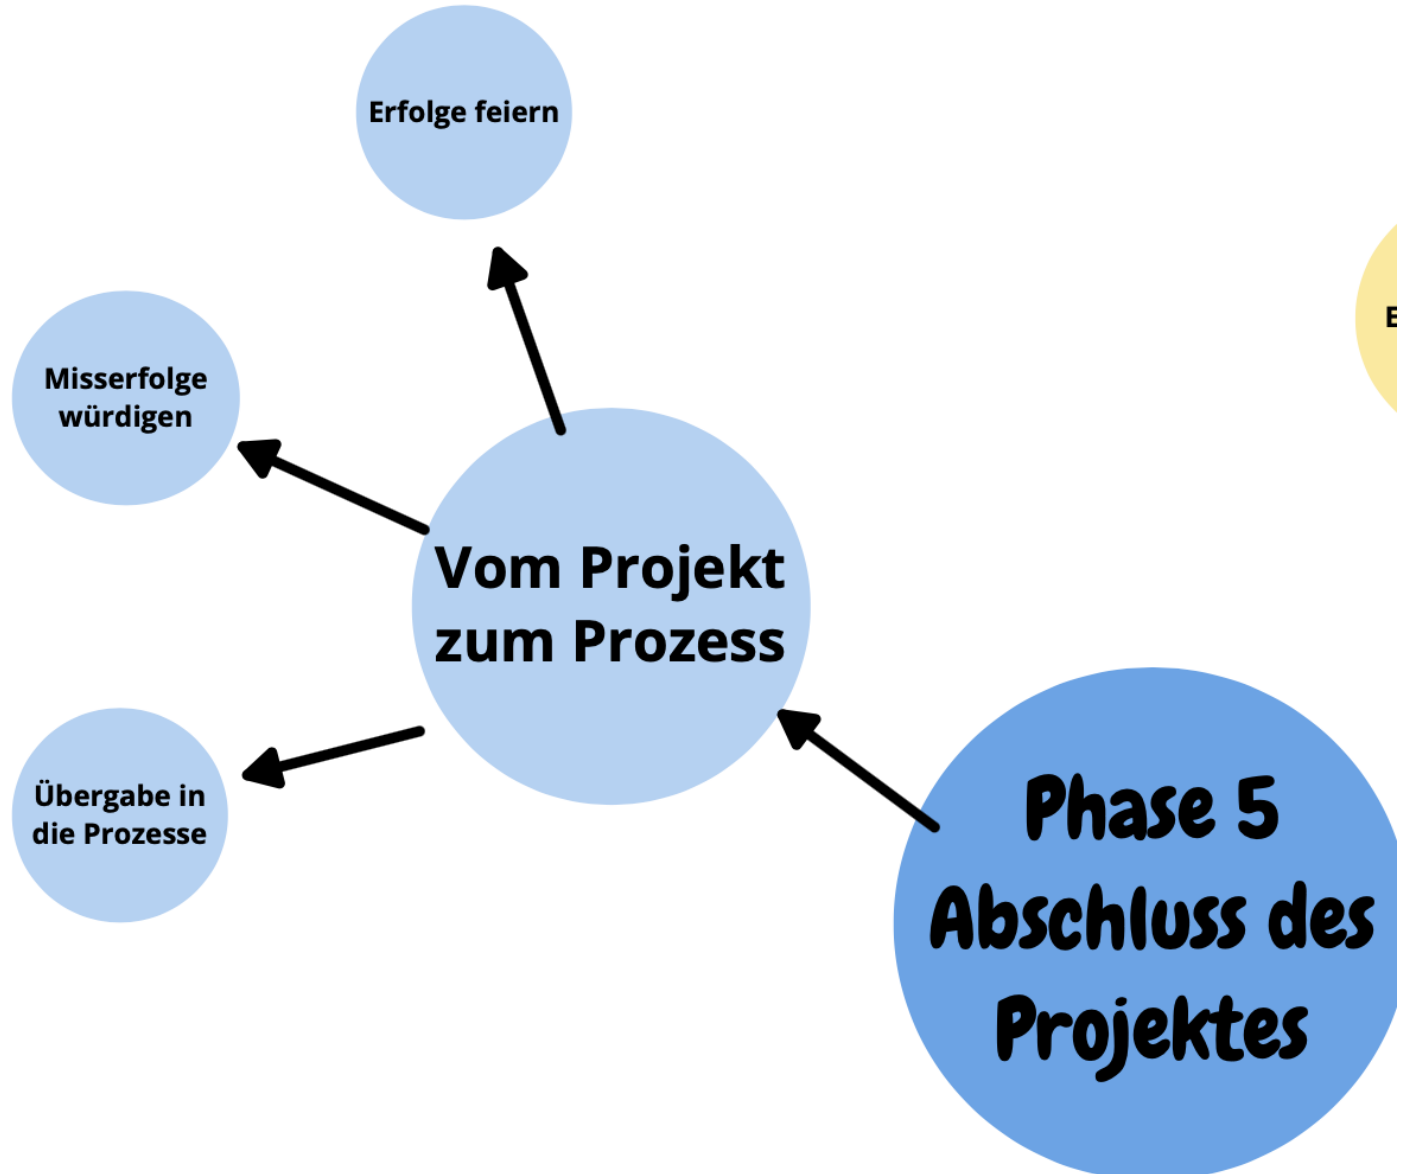 Erfolge feiern
Misserfolge
würdigen
Vom Projekt
zum Prozess
Übergabe in
die Prozesse
Phase 5
Abschluss des
Projektes